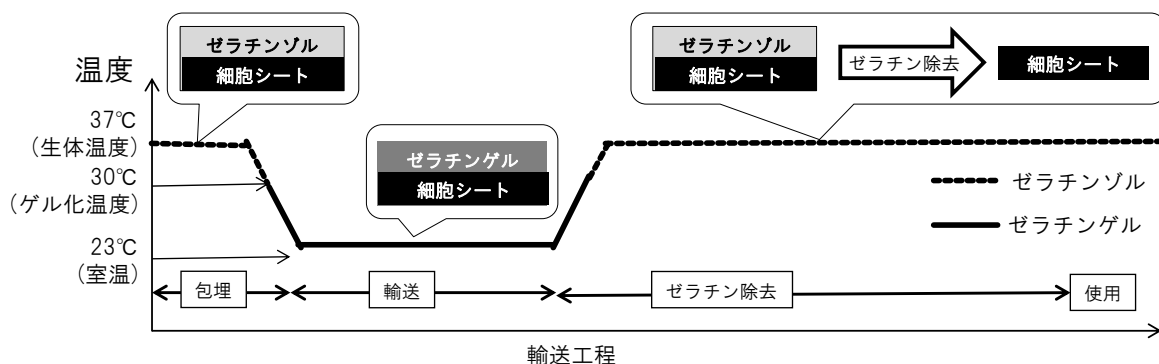 ゼラチンゾル
細胞シート
ゼラチンゾル
細胞シート
ゼラチン除去
細胞シート
温度
37℃
(生体温度)
30℃
(ゲル化温度)
23℃
(室温)
ゼラチンゲル
細胞シート
ゼラチンゾル
ゼラチンゲル
包埋
輸送
ゼラチン除去
使用
輸送工程